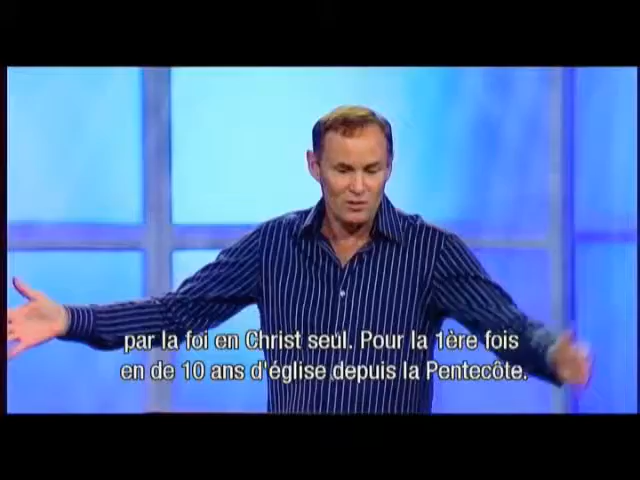 par la foi en Christ seul. Pour la 1ère fois
en de 10 ans d'église depuis la Pentecôte.